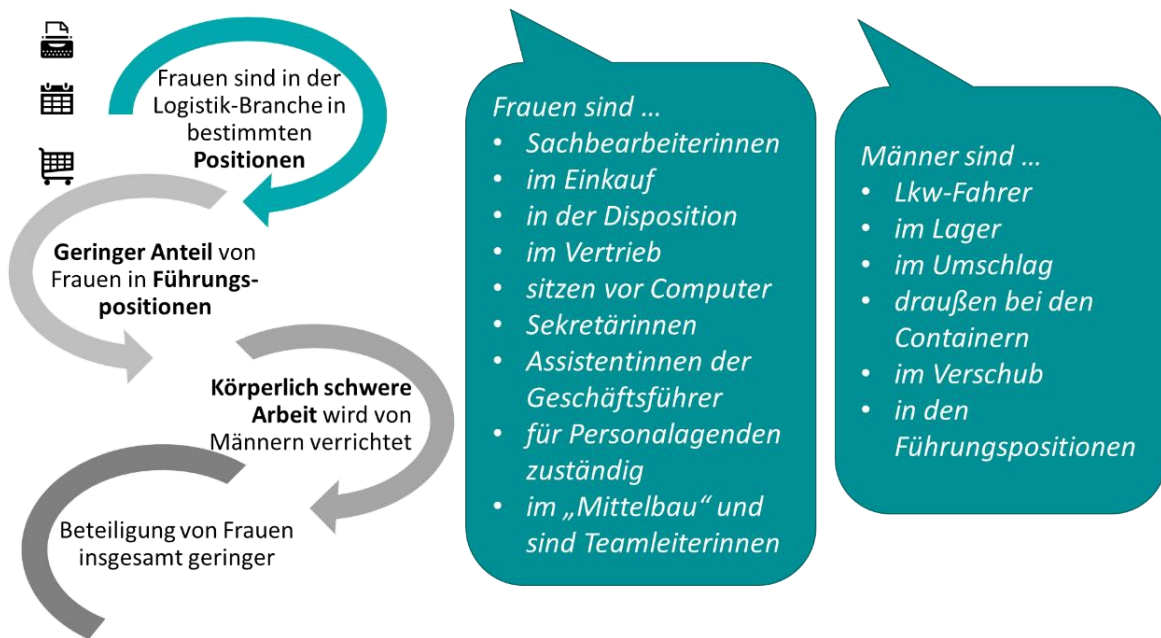 Frauen sind in der
Logistik-Branche in
bestimmten
Positionen
Geringer Anteil von
Frauen in Führungs-
positionen
Körperlich schwere
Arbeit wird von
Männern verrichtet
Beteiligung von Frauen
insgesamt geringer
Frauen sind ...
• Sachbearbeiterinnen
• im Einkauf
• in der Disposition
• im Vertrieb
• sitzen vor Computer
• Sekretärinnen
• Assistentinnen der
Geschäftsführer
• für Personalagenden
zuständig
• im „Mittelbau“ und
sind Teamleiterinnen
Männer sind ...
• Lkw-Fahrer
• im Lager
• im Umschlag
• draußen bei den
Containern
• im Verschub
• in den
Führungspositionen